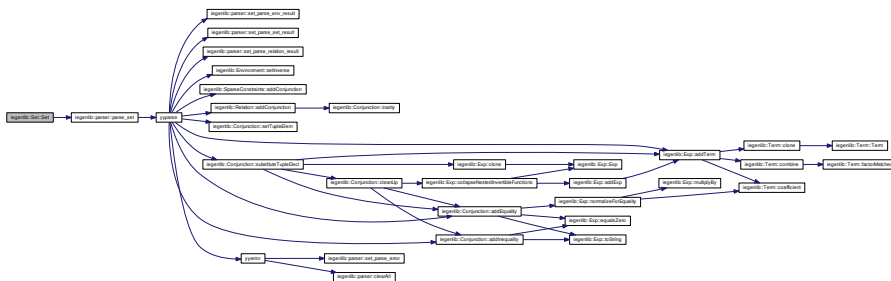 iegenlib::parser::set_parse_env_result
iegenlib::parser::set_parse_set_result
iegenlib::parser::set_parse_relation_result
iegenlib::Environment::setInverse
iegenlib::SparseConstraints::addConjunction
iegenlib::Set::Set
iegenlib::parser::parse_set
yyparse
iegenlib::Relation::addConjunction
iegenlib::Conjunction::inarity
iegenlib::Conjunction::setTupleElem
iegenlib::Exp::addTerm
iegenlib::Term::clone
iegenlib::Term::Term
iegenlib::Conjunction::substituteTupleDecl
iegenlib::Exp::clone
iegenlib::Exp::Exp
iegenlib::Term::combine
iegenlib::Term::factorMatches
iegenlib::Conjunction::cleanUp
iegenlib::Exp::collapseNestedInvertibleFunctions
iegenlib::Exp::addExp
iegenlib::Exp::multiplyBy
iegenlib::Term::coefficient
iegenlib::Exp::normalizeForEquality
iegenlib::Conjunction::addEquality
iegenlib::Exp::equalsZero
iegenlib::Conjunction::addInequality
iegenlib::Exp::toString
yyerror
iegenlib::parser::set_parse_error
iegenlib::parser::clearAll